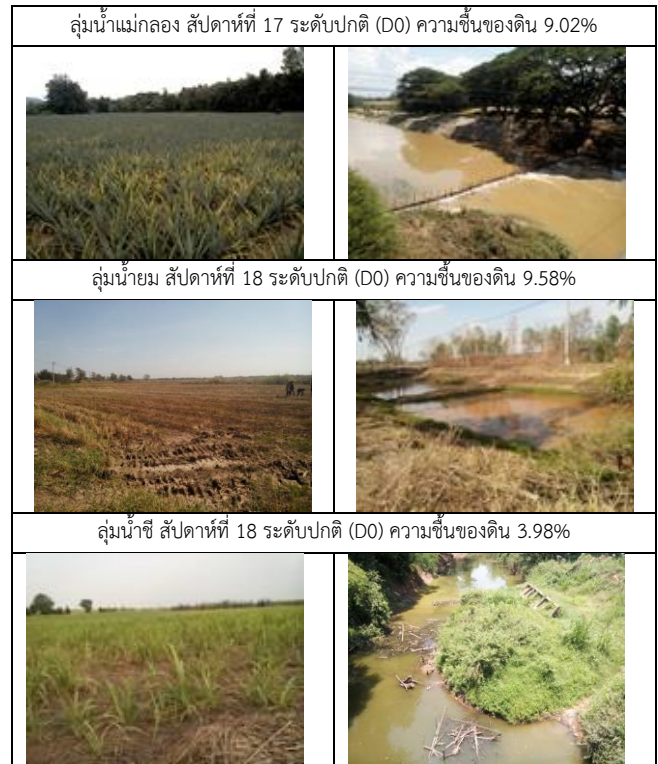 ลุ่มน้ำแม่กลอง สัปดาห์ที่ 17 ระดับปกติ (D0) ความชื้นของดิน 9.02%
ลุ่มน้ำยม สัปดาห์ที่ 18 ระดับปกติ (D0) ความชื้นของดิน 9.58%
ลุ่มน้ำชี สัปดาห์ที่ 18 ระดับปกติ (D0) ความชื้นของดิน 3.98%